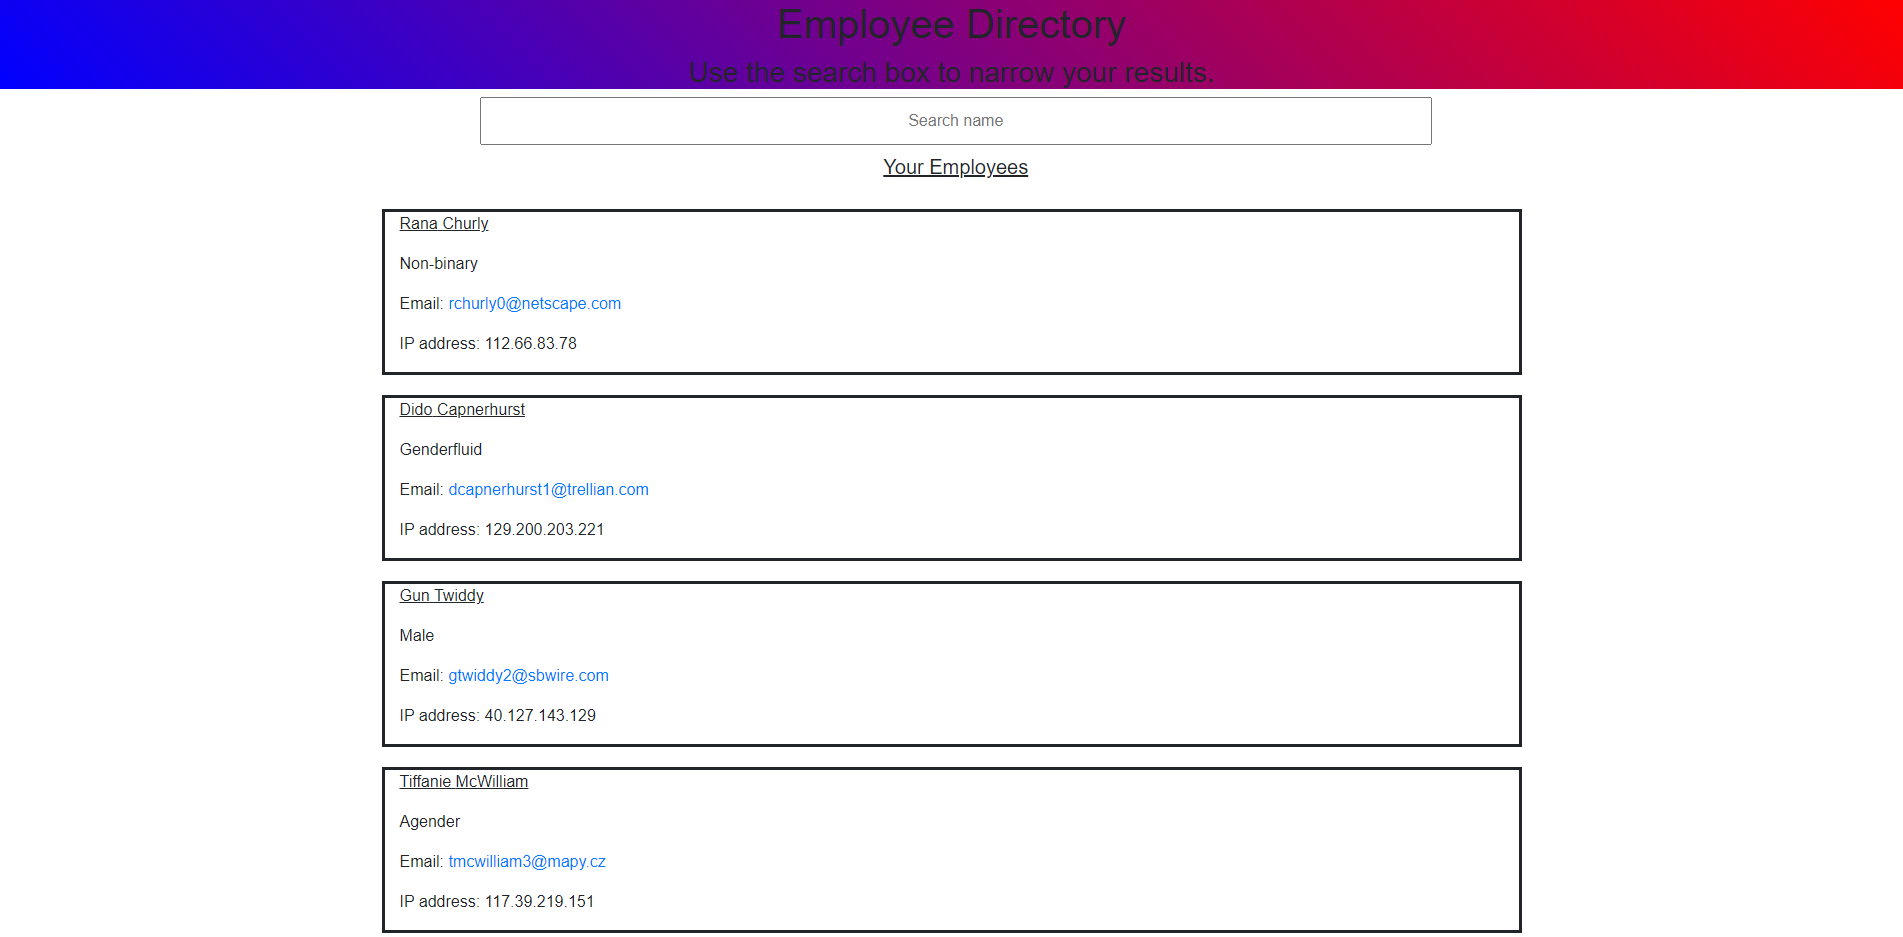 Employee Directory
Use the search box to narrow your results.
Search name
Your Employees
Rana Churly
Non-binary
Email: rchurly0@netscape.com
IP address: 112.66.83.78
Dido Capnerhurst
Genderfluid
Email: dcapnerhurst1@trellian.com
IP address: 129.200.203.221
Gun Twiddy
Male
Email: gtwiddy2@sbwire.com
IP address: 40.127.143.129
Tiffanie McWilliam
Agender
Email: tmcwilliam3@mapy.cz
IP address: 117.39.219.151